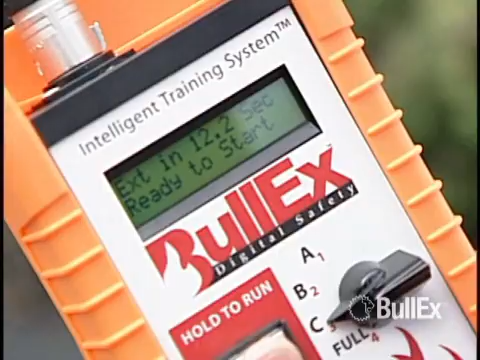 Intelligent Training System™
Ext in 12.2 Sec
Ready to Start
BullEx™
Digital Safety
HOLD TO RUN
A1
B2
C3
FULL4
BullEx